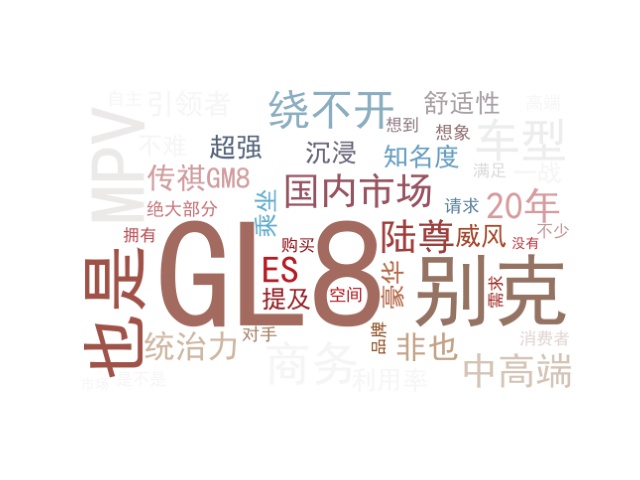 自主
引领者
绕不开
舒适性
高端
MPV
想到
想象
车型
不难
超强
沉浸
知名度
满足
一战
传祺GM8
国内市场
绝大部分
乘坐
请求
20年
拥有
GL8
购买
陆尊
威风
没有
不少
也是
ES
提及
空间
豪华
别克
需求
统治力
对手
品牌
非也
消费者
商务
利用率
中高端
市场
是不是